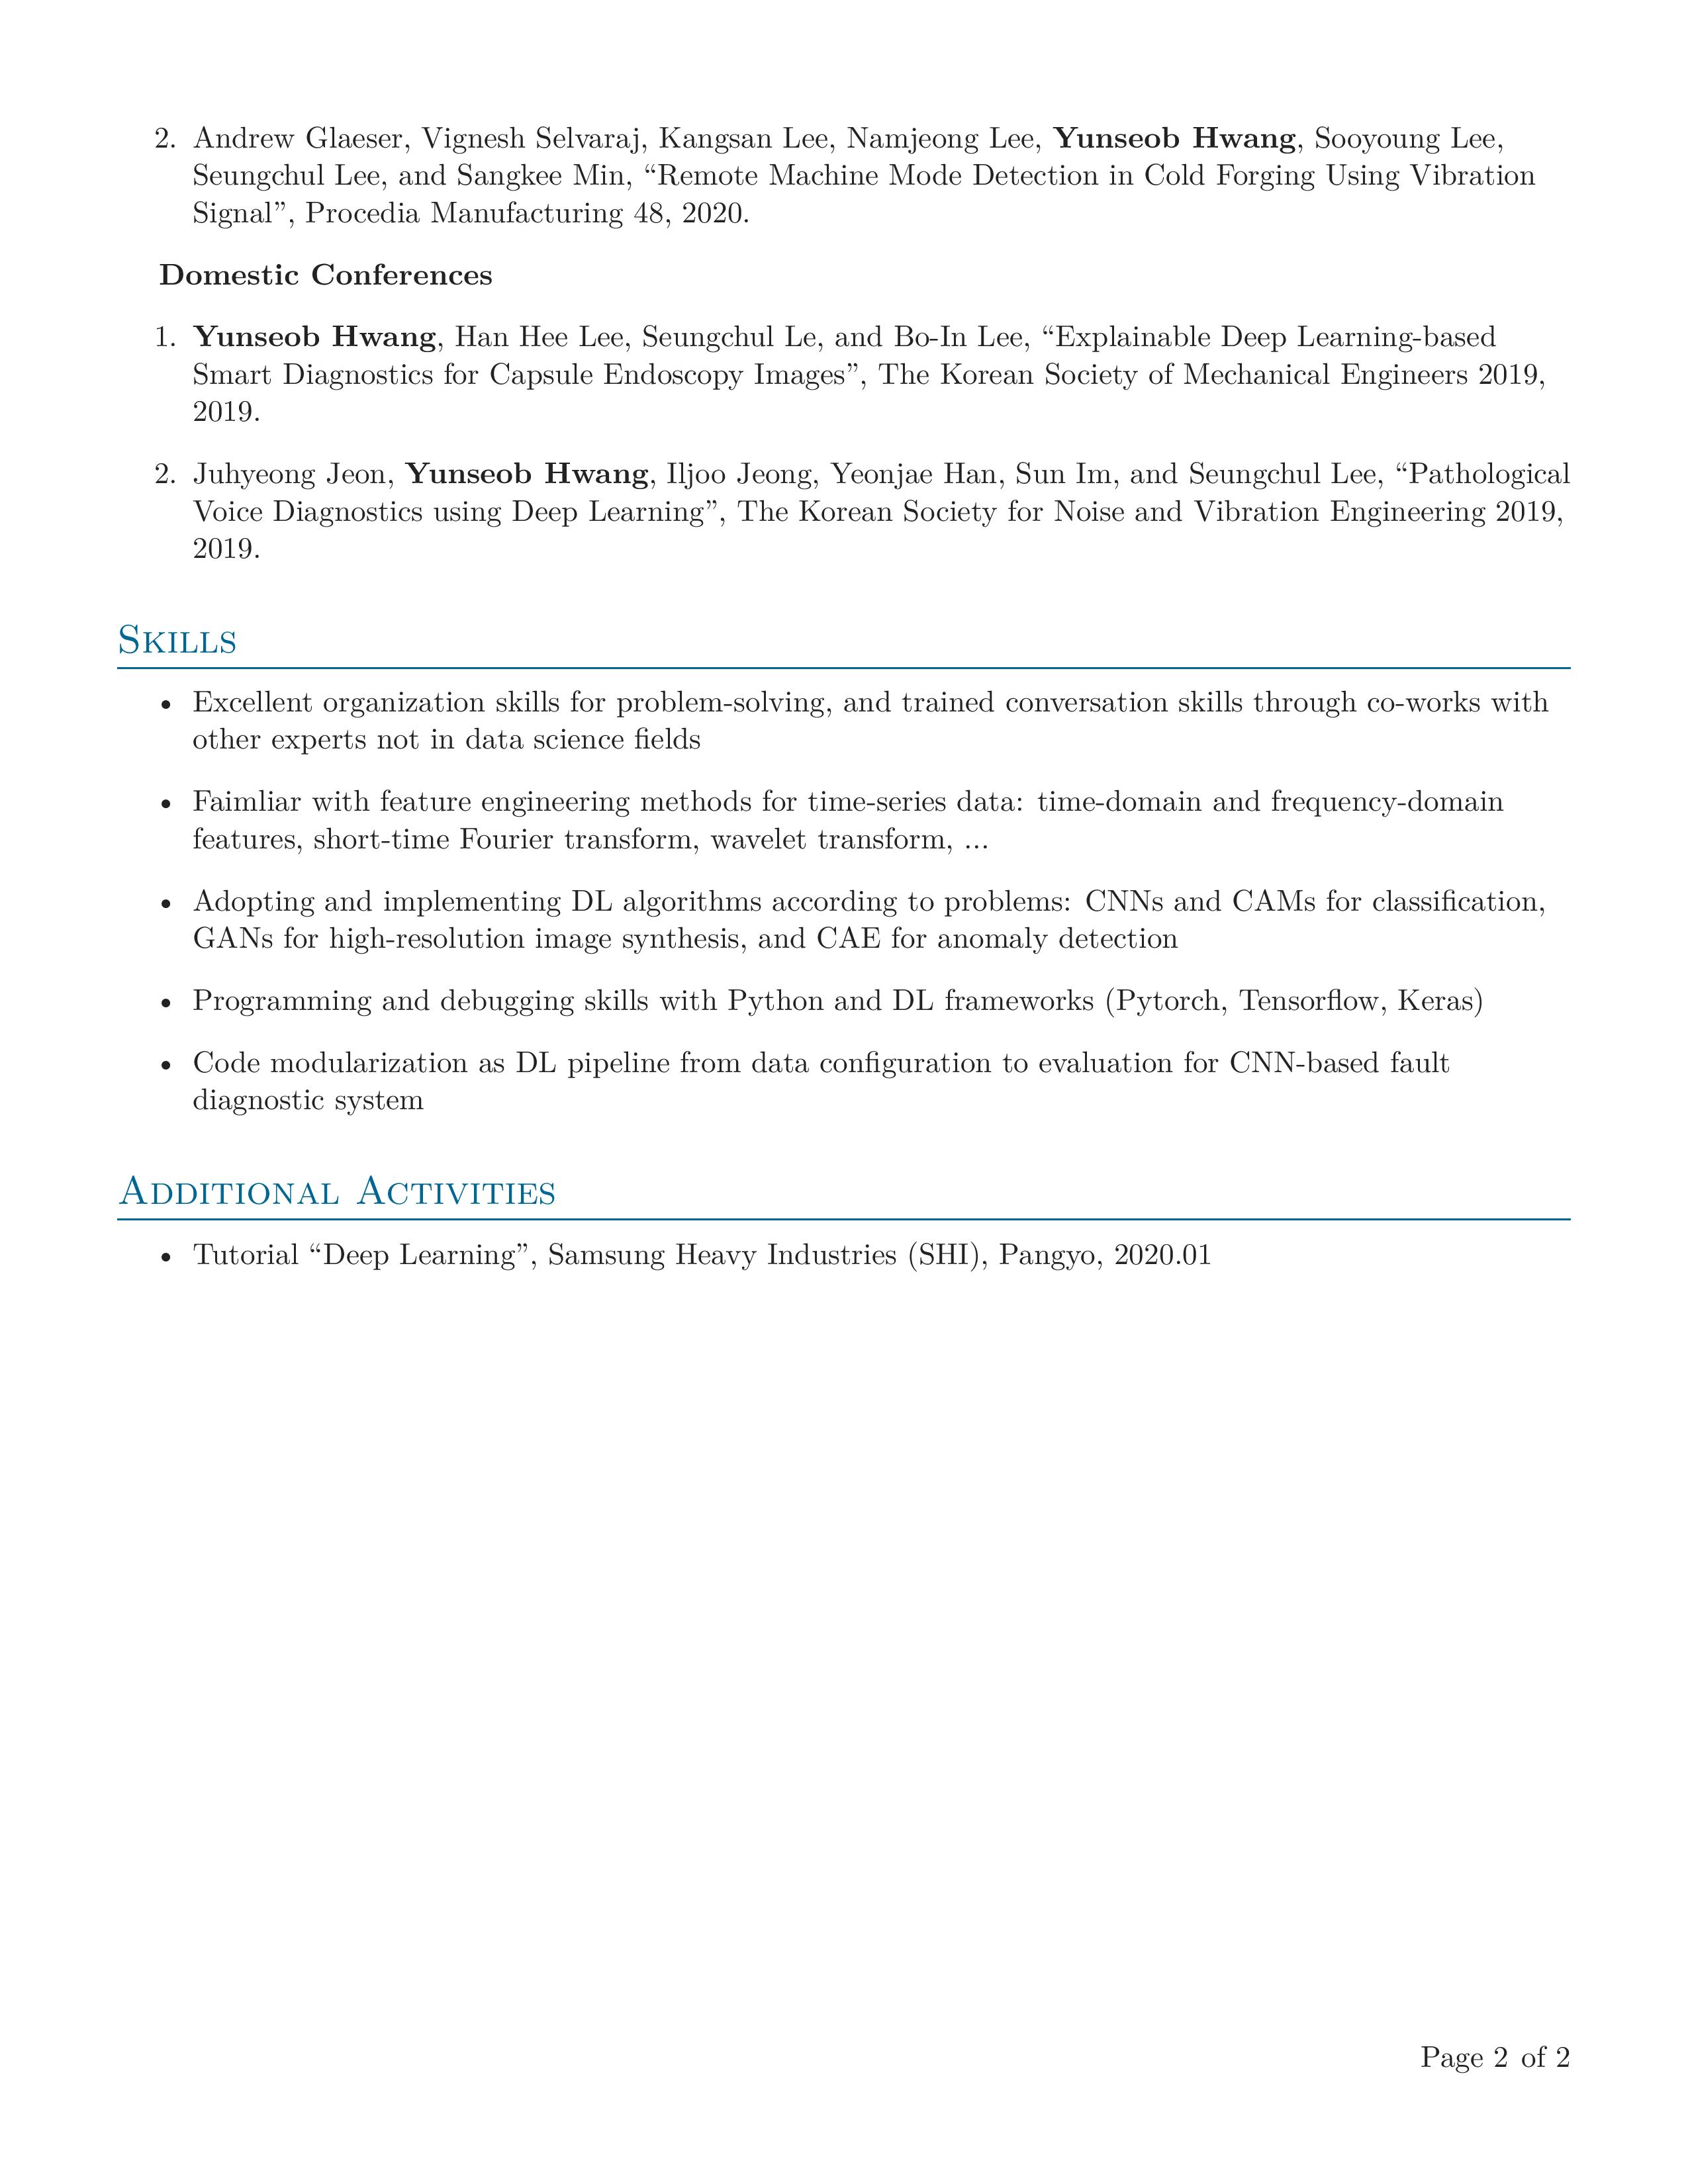 2. Andrew Glaeser, Vignesh Selvaraj, Kangsan Lee, Namjeong Lee, Yunseob Hwang, Sooyoung Lee,
Seungchul Lee, and Sangkee Min, “Remote Machine Mode Detection in Cold Forging Using Vibration
Signal”, Procedia Manufacturing 48, 2020.
Domestic Conferences
1. Yunseob Hwang, Han Hee Lee, Seungchul Le, and Bo-In Lee, “Explainable Deep Learning-based
Smart Diagnostics for Capsule Endoscopy Images”, The Korean Society of Mechanical Engineers 2019,
2019.
2. Juhyeong Jeon, Yunseob Hwang, Iljoo Jeong, Yeonjae Han, Sun Im, and Seungchul Lee, “Pathological
Voice Diagnostics using Deep Learning”, The Korean Society for Noise and Vibration Engineering 2019,
2019.
Skills
• Excellent organization skills for problem-solving, and trained conversation skills through co-works with
other experts not in data science fields
• Faimliar with feature engineering methods for time-series data: time-domain and frequency-domain
features, short-time Fourier transform, wavelet transform, ...
• Adopting and implementing DL algorithms according to problems: CNNs and CAMs for classification,
GANs for high-resolution image synthesis, and CAE for anomaly detection
• Programming and debugging skills with Python and DL frameworks (Pytorch, Tensorflow, Keras)
• Code modularization as DL pipeline from data configuration to evaluation for CNN-based fault
diagnostic system
Additional Activities
• Tutorial “Deep Learning”, Samsung Heavy Industries (SHI), Pangyo, 2020.01
Page 2 of 2